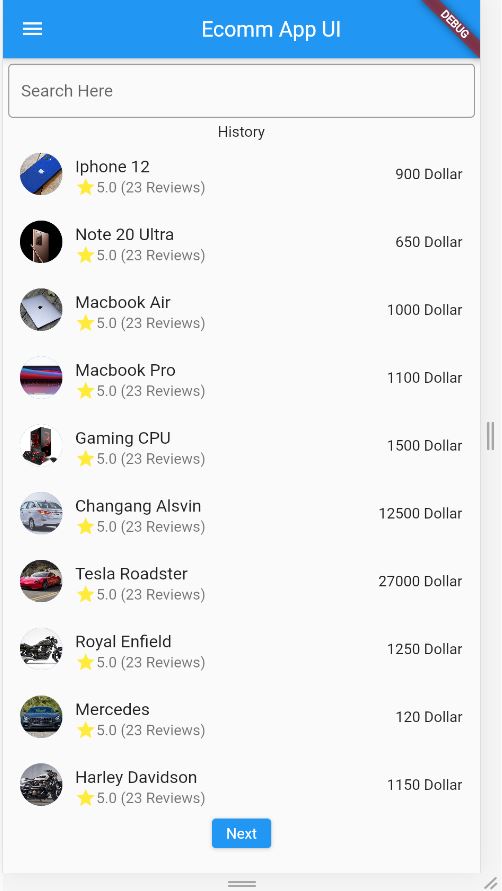 Ecomm App UI
DEBUG
Search Here
History
Iphone 12
900 Dollar
5.0 (23 Reviews)
Note 20 Ultra
650 Dollar
5.0 (23 Reviews)
Macbook Air
1000 Dollar
5.0 (23 Reviews)
Macbook Pro
1100 Dollar
5.0 (23 Reviews)
Gaming CPU
1500 Dollar
5.0 (23 Reviews)
Changang Alsvin
12500 Dollar
5.0 (23 Reviews)
Tesla Roadster
27000 Dollar
5.0 (23 Reviews)
Royal Enfield
1250 Dollar
5.0 (23 Reviews)
Mercedes
120 Dollar
5.0 (23 Reviews)
Harley Davidson
1150 Dollar
5.0 (23 Reviews)
Next